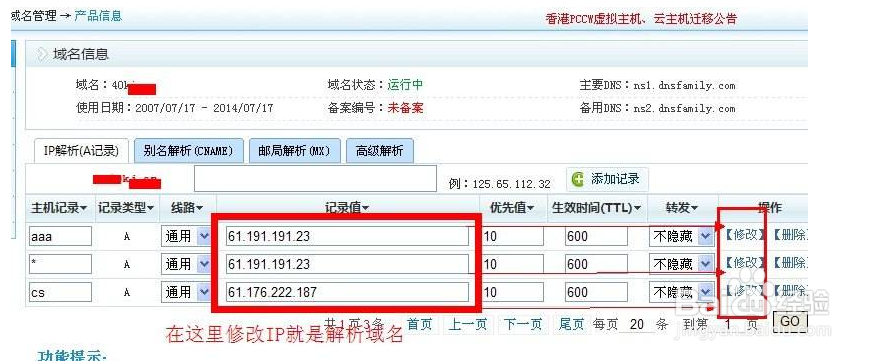 域名管理 → 产品信息 香港PCCW虚拟主机、云主机迁移公告
域名信息
域名：40k 域名状态：运行中 主要DNS：ns1.dnsfamily.com
使用日期：2007/07/17 - 2014/07/17 备案编号：未备案 备用DNS：ns2.dnsfamily.com
IP解析(A记录) 别名解析(CNAME) 邮局解析(MX) 高级解析
例：125.65.112.32 添加记录
主机记录 记录类型 线路 记录值 优先值 生效时间(TTL) 转发 操作
aaa A 通用 61.191.191.23 10 600 不隐藏 【修改】【删除】
* A 通用 61.191.191.23 10 600 不隐藏 【修改】【删除】
cs A 通用 61.176.222.187 10 600 不隐藏 【修改】【删除】
共1页3条 首页 上一页 下一页 尾页 每页 20 条 到第 1 页 GO
在这里修改IP就是解析域名
功能提示: